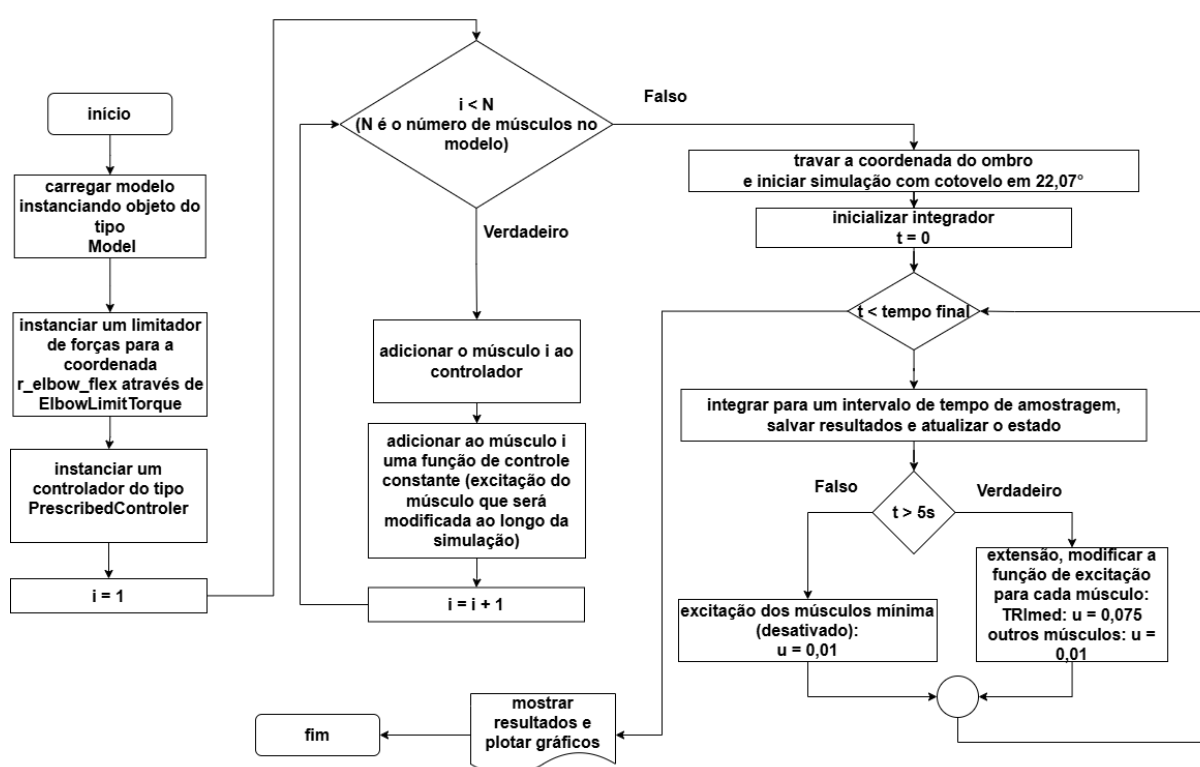 início
carregar modelo
instanciando objeto do
tipo
Model
instanciar um limitador
de forças para a
coordenada
r_elbow_flex através de
ElbowLimitTorque
instanciar um
controlador do tipo
PrescribedControler
i = 1
i < N
(N é o número de músculos no
modelo)
Falso
Verdadeiro
adicionar o músculo i ao
controlador
adicionar ao músculo i
uma função de controle
constante (excitação do
músculo que será
modificada ao longo da
simulação)
i = i + 1
travar a coordenada do ombro
e iniciar simulação com cotovelo em 22,07°
inicializar integrador
t = 0
t < tempo final
integrar para um intervalo de tempo de amostragem,
salvar resultados e atualizar o estado
Falso
Verdadeiro
t > 5s
excitação dos músculos mínima
(desativado):
u = 0,01
extensão, modificar a
função de excitação
para cada músculo:
TRImed: u = 0,075
outros músculos: u =
0,01
mostrar
resultados e
plotar gráficos
fim